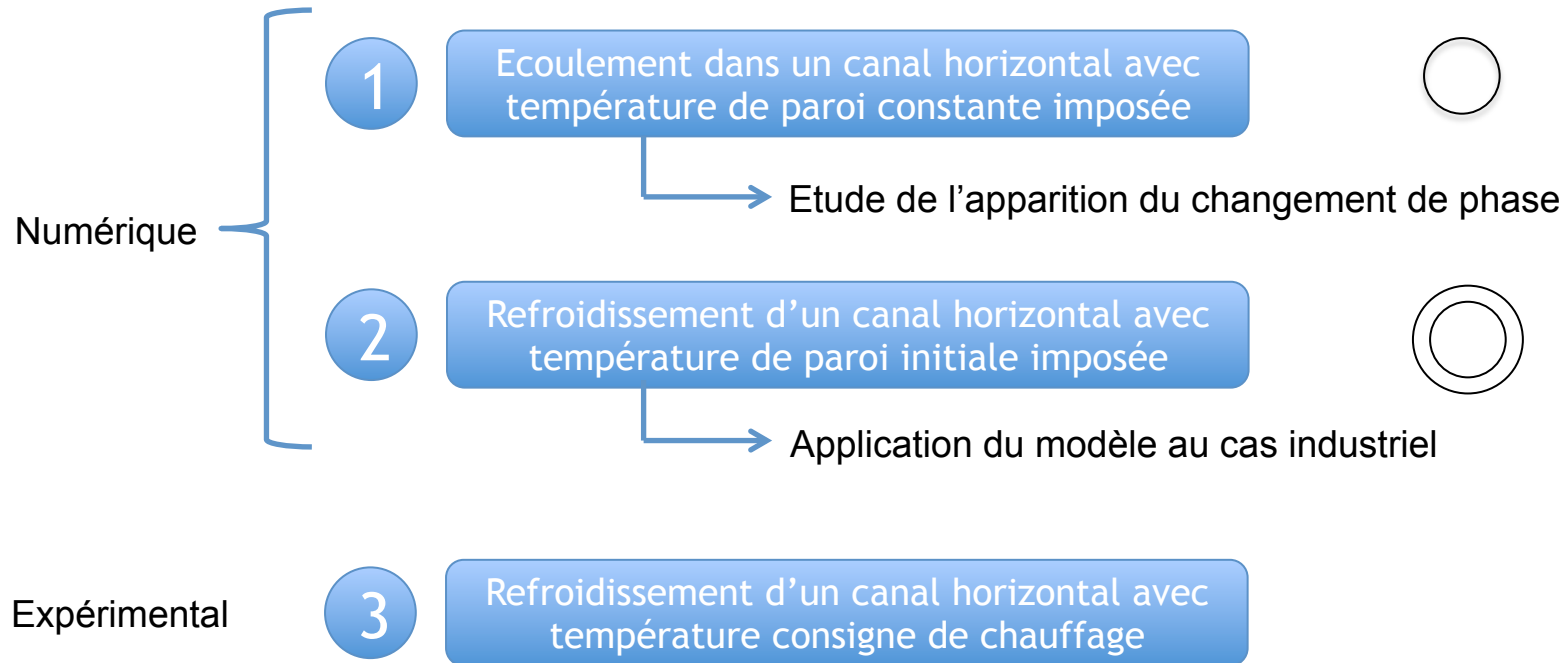 1
Ecoulement dans un canal horizontal avec
température de paroi constante imposée
Etude de l’apparition du changement de phase
Numérique
2
Refroidissement d’un canal horizontal avec
température de paroi initiale imposée
Application du modèle au cas industriel
Expérimental
3
Refroidissement d’un canal horizontal avec
température consigne de chauffage